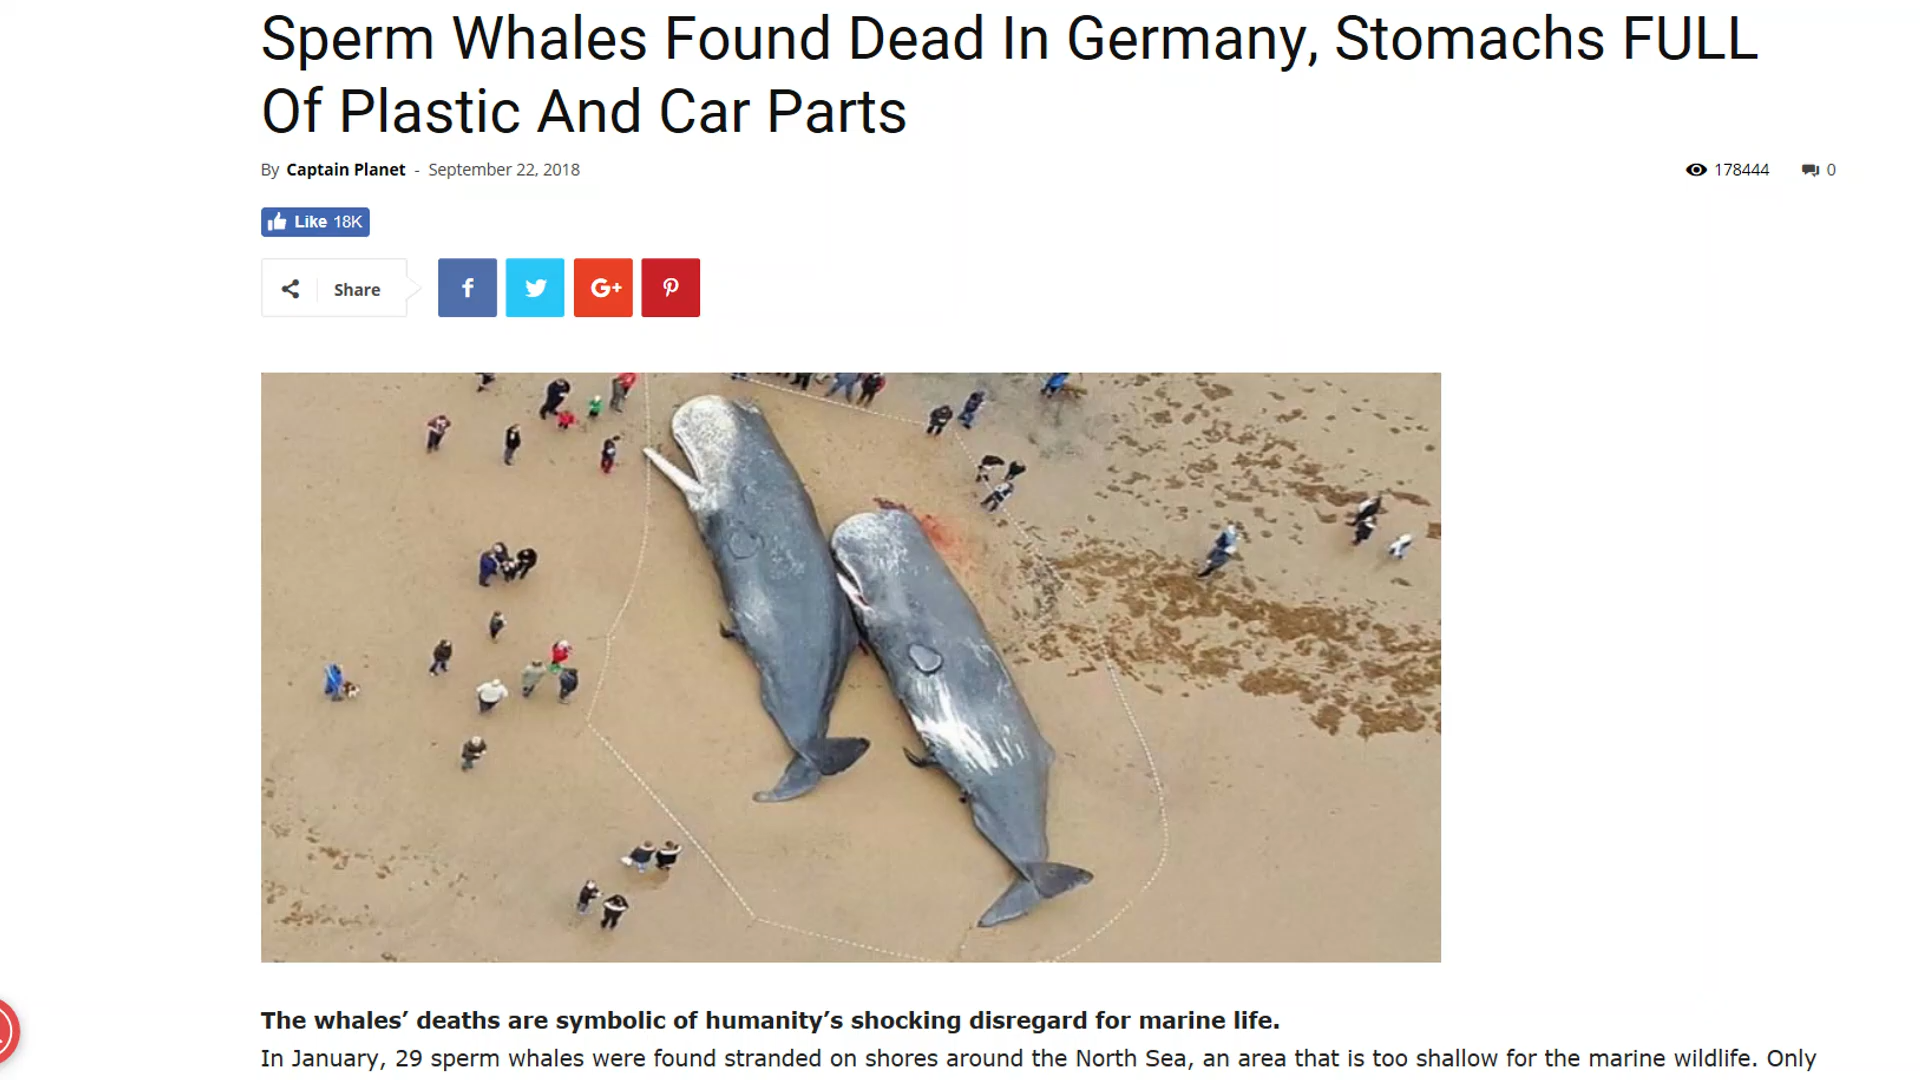 Sperm Whales Found Dead In Germany, Stomachs FULL
Of Plastic And Car Parts
By Captain Planet - September 22, 2018
178444
0
Like 18K
Share
f
G+
The whales’ deaths are symbolic of humanity’s shocking disregard for marine life.
In January, 29 sperm whales were found stranded on shores around the North Sea, an area that is too shallow for the marine wildlife. Only